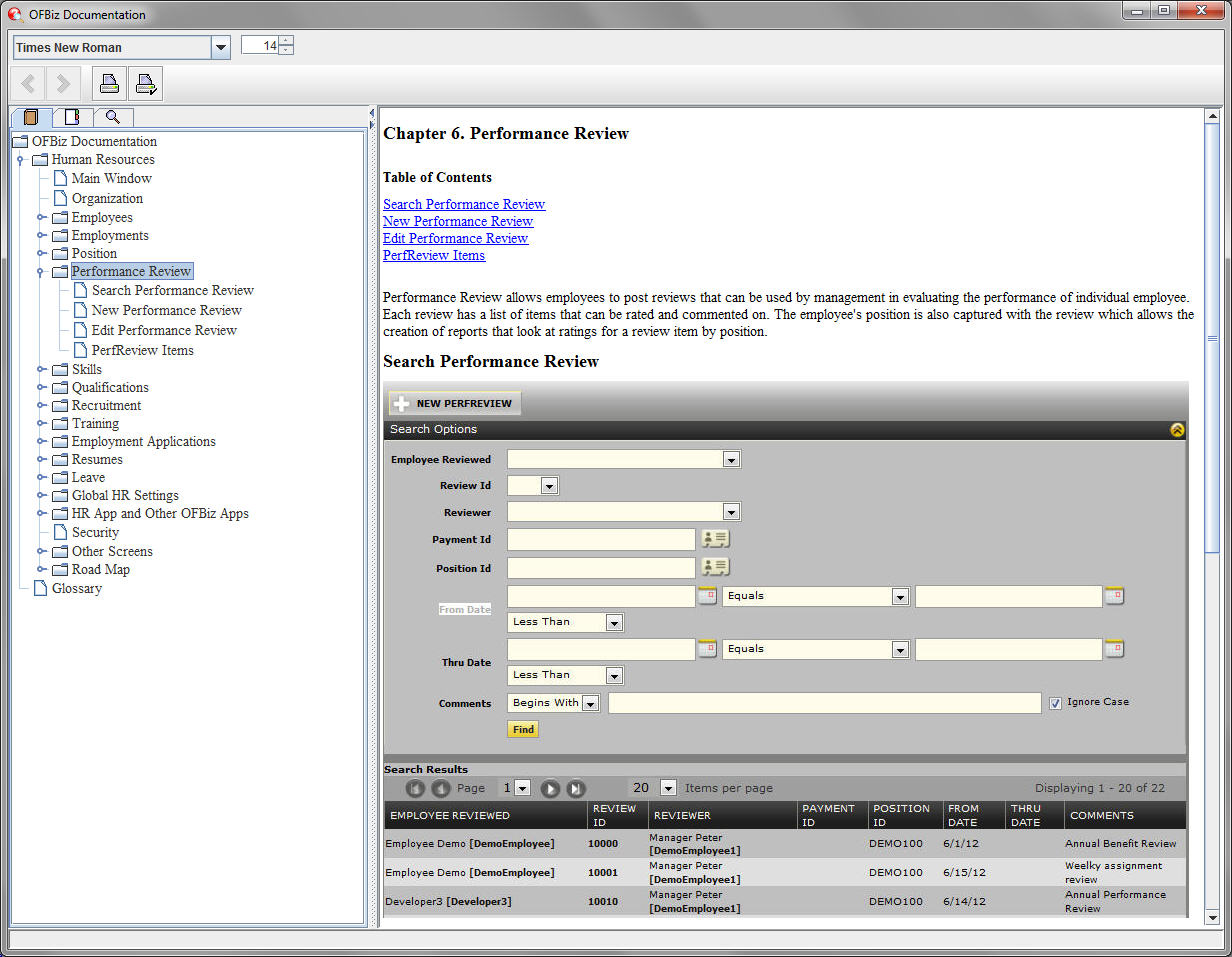 OFBiz Documentation
Times New Roman
14
OFBiz Documentation
Human Resources
Main Window
Organization
Employees
Employments
Position
Performance Review
Search Performance Review
New Performance Review
Edit Performance Review
PerfReview Items
Skills
Qualifications
Recruitment
Training
Employment Applications
Resumes
Leave
Global HR Settings
HR App and Other OFBiz Apps
Security
Other Screens
Road Map
Glossary
Chapter 6. Performance Review
Table of Contents
Search Performance Review
New Performance Review
Edit Performance Review
PerfReview Items
Performance Review allows employees to post reviews that can be used by management in evaluating the performance of individual employee.
Each review has a list of items that can be rated and commented on. The employee's position is also captured with the review which allows the
creation of reports that look at ratings for a review item by position.
Search Performance Review
NEW PERFREVIEW
Search Options
Employee Reviewed
Review Id
Reviewer
Payment Id
Position Id
From Date Equals
Less Than
Thru Date Equals
Less Than
Comments Begins With Ignore Case
Find
Search Results
Page 1 20 Items per page Displaying 1 - 20 of 22
EMPLOYEE REVIEWED REVIEW ID REVIEWER PAYMENT ID POSITION ID FROM DATE THRU DATE COMMENTS
Employee Demo [DemoEmployee] 10000 Manager Peter [DemoEmployee1] DEMO100 6/1/12 Annual Benefit Review
Employee Demo [DemoEmployee] 10001 Manager Peter [DemoEmployee1] DEMO100 6/15/12 Weelky assignment review
Developer3 [Developer3] 10010 Manager Peter [DemoEmployee1] DEMO100 6/14/12 Annual Performance Review